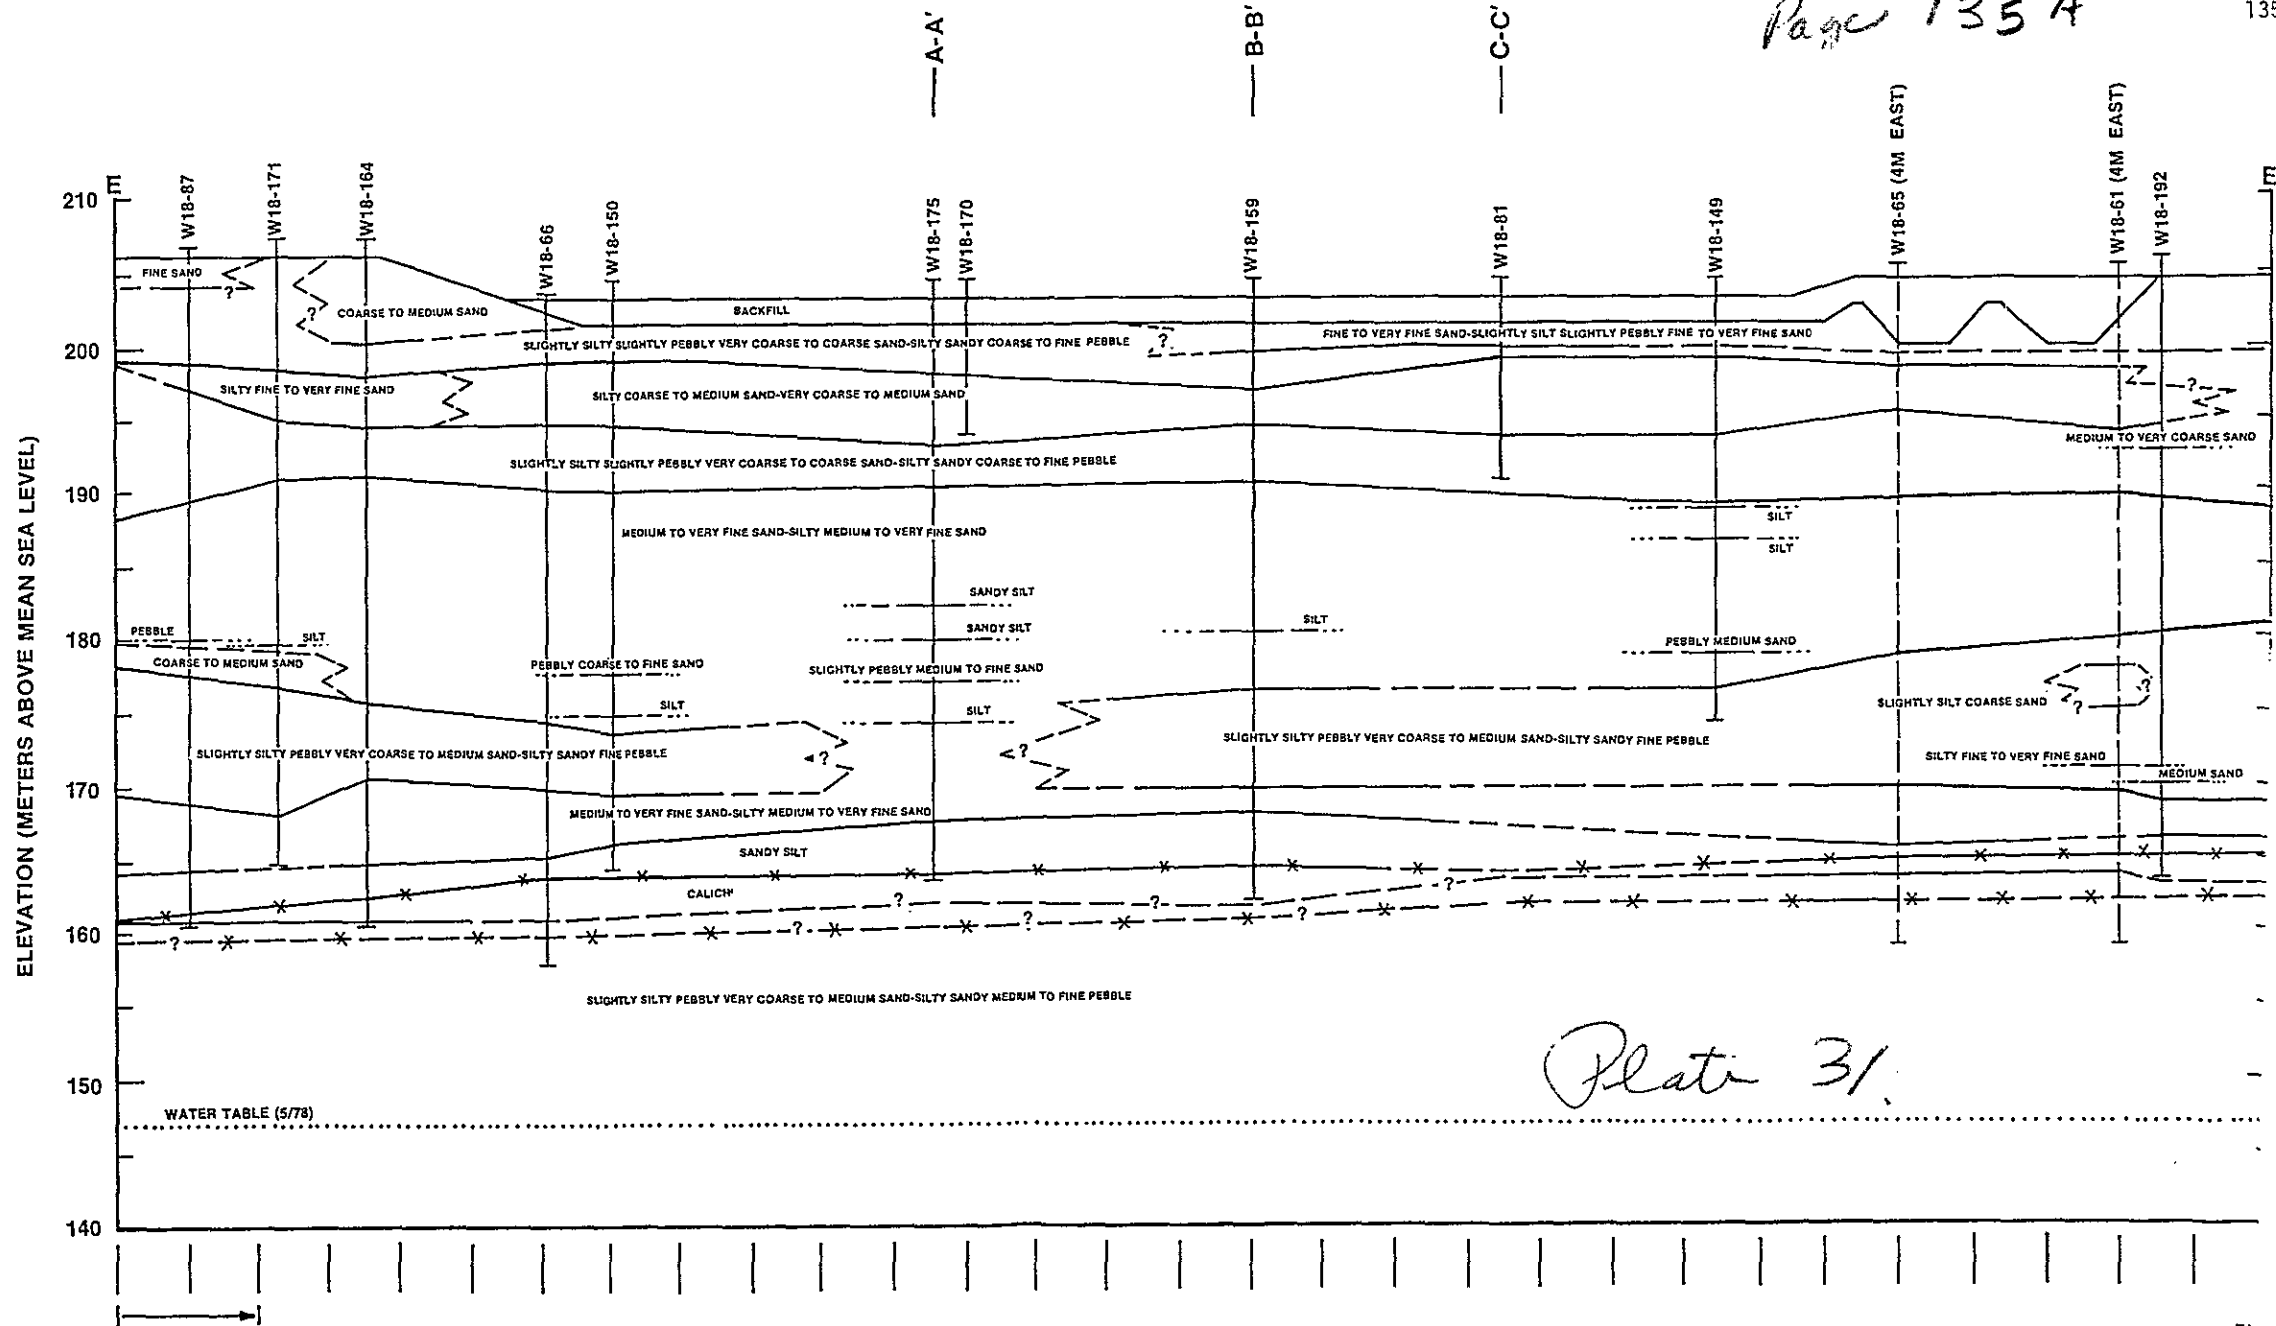 Page 135 A
135
A-A'
B-B'
C-C'
E
W18-87
W18-171
W18-164
W18-66
W18-150
W18-175
W18-170
W18-159
W18-81
W18-149
W18-65 (4M EAST)
W18-61 (4M EAST)
W18-192
E
ELEVATION (METERS ABOVE MEAN SEA LEVEL)
210
200
190
180
170
160
150
140
FINE SAND
?
?
COARSE TO MEDIUM SAND
BACKFILL
SLIGHTLY SILTY SLIGHTLY PEBBLY VERY COARSE TO COARSE SAND-SILTY SANDY COARSE TO FINE PEBBLE
?
FINE TO VERY FINE SAND-SLIGHTLY SILT SLIGHTLY PEBBLY FINE TO VERY FINE SAND
SILTY FINE TO VERY FINE SAND
SILTY COARSE TO MEDIUM SAND-VERY COARSE TO MEDIUM SAND
?
MEDIUM TO VERY COARSE SAND
SLIGHTLY SILTY SLIGHTLY PEBBLY VERY COARSE TO COARSE SAND-SILTY SANDY COARSE TO FINE PEBBLE
SILT
MEDIUM TO VERY FINE SAND-SILTY MEDIUM TO VERY FINE SAND
SILT
SANDY SILT
SILT
SANDY SILT
PEBBLE
SILT
PEBBLY MEDIUM SAND
COARSE TO MEDIUM SAND
PEBBLY COARSE TO FINE SAND
SLIGHTLY PEBBLY MEDIUM TO FINE SAND
?
SLIGHTLY SILT COARSE SAND
?
SILT
SILT
SLIGHTLY SILTY PEBBLY VERY COARSE TO MEDIUM SAND-SILTY SANDY FINE PEBBLE
?
?
SLIGHTLY SILTY PEBBLY VERY COARSE TO MEDIUM SAND-SILTY SANDY FINE PEBBLE
SILTY FINE TO VERY FINE SAND
MEDIUM SAND
MEDIUM TO VERY FINE SAND-SILTY MEDIUM TO VERY FINE SAND
SANDY SILT
CALICH'
?
?
?
?
?
?
?
SLIGHTLY SILTY PEBBLY VERY COARSE TO MEDIUM SAND-SILTY SANDY MEDIUM TO FINE PEBBLE
Plate 31.
WATER TABLE (5/78)